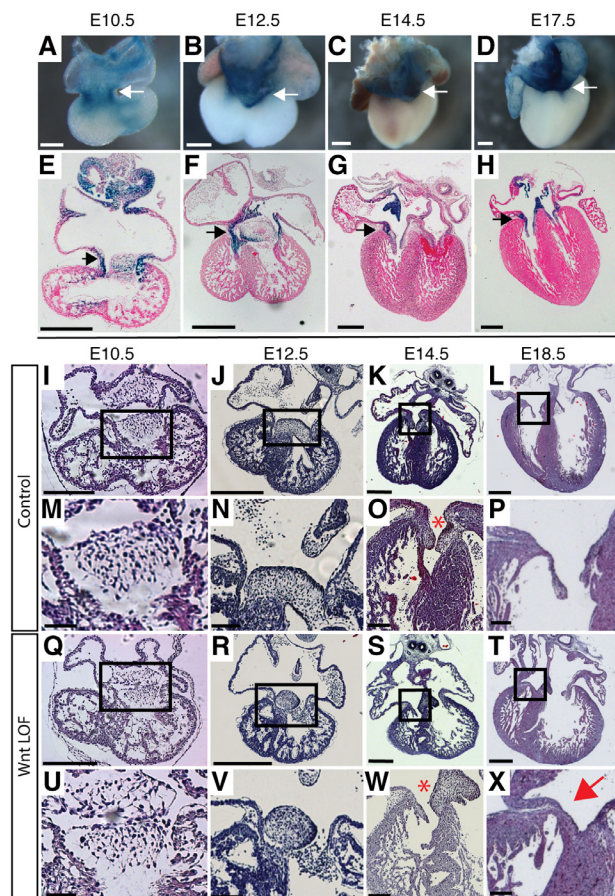 E10.5 E12.5 E14.5 E17.5
A B C D
E F G H
E10.5 E12.5 E14.5 E18.5
Control
I J K L
M N O P
*
Wnt LOF
Q R S T
U V W X
*